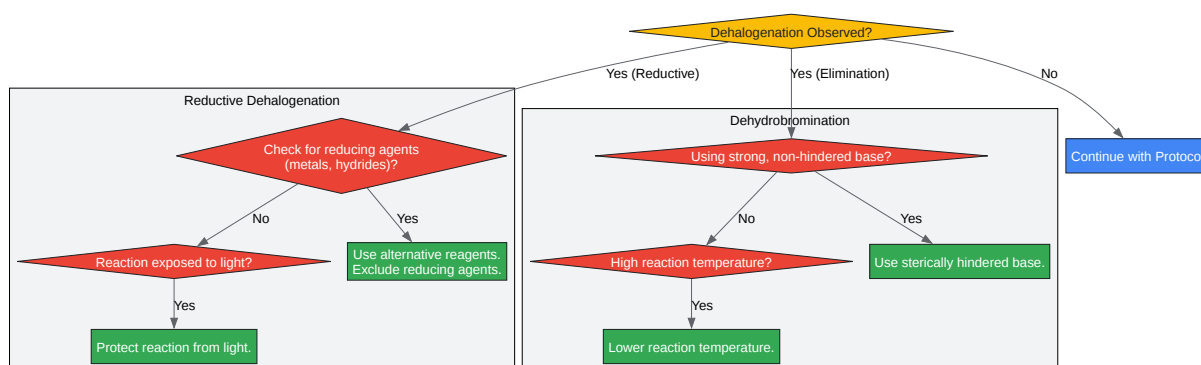 Dehalogenation Observed?
Yes (Reductive)
Yes (Elimination)
No
Reductive Dehalogenation
Dehydrobromination
Check for reducing agents
(metals, hydrides)?
Using strong, non-hindered base?
Continue with Protoco
No
Yes
No
Yes
Reaction exposed to light?
Use alternative reagents.
Exclude reducing agents.
High reaction temperature?
Use sterically hindered base.
Yes
Yes
Protect reaction from light.
Lower reaction temperature.